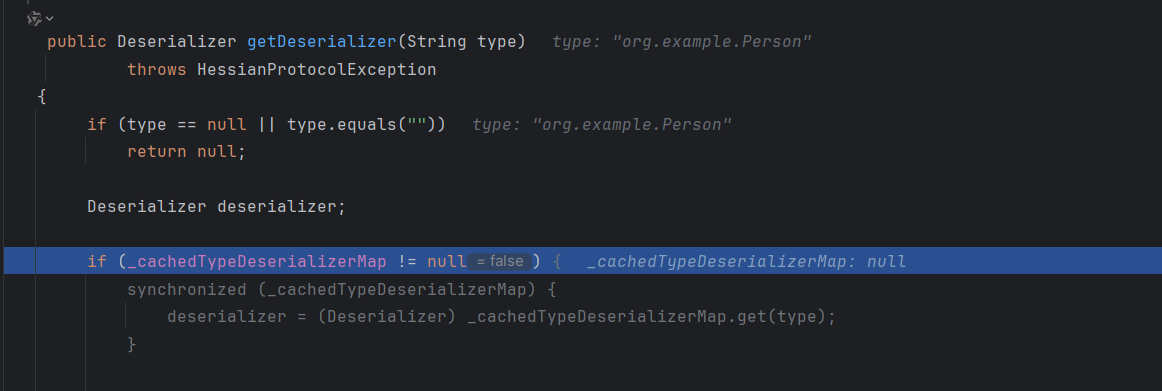 public Deserializer getDeserializer(String type)  type: "org.example.Person"
        throws HessianProtocolException
{
    if (type == null || type.equals(""))  type: "org.example.Person"
        return null;
    Deserializer deserializer;
    if (_cachedTypeDeserializerMap != null = false ) {  _cachedTypeDeserializerMap: null
        synchronized (_cachedTypeDeserializerMap) {
            deserializer = (Deserializer) _cachedTypeDeserializerMap.get(type);
        }